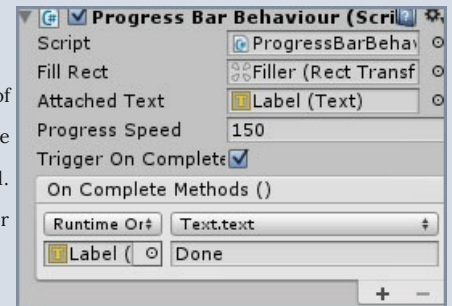 Progress Bar Behaviour (Scri
Script ProgressBarBehav
Fill Rect Filler (Rect Transf
of
Attached Text Label (Text)
e
Progress Speed 150
Trigger On Complete
l.
On Complete Methods ()
r
Runtime Or Text.text
Label ( Done
+ −